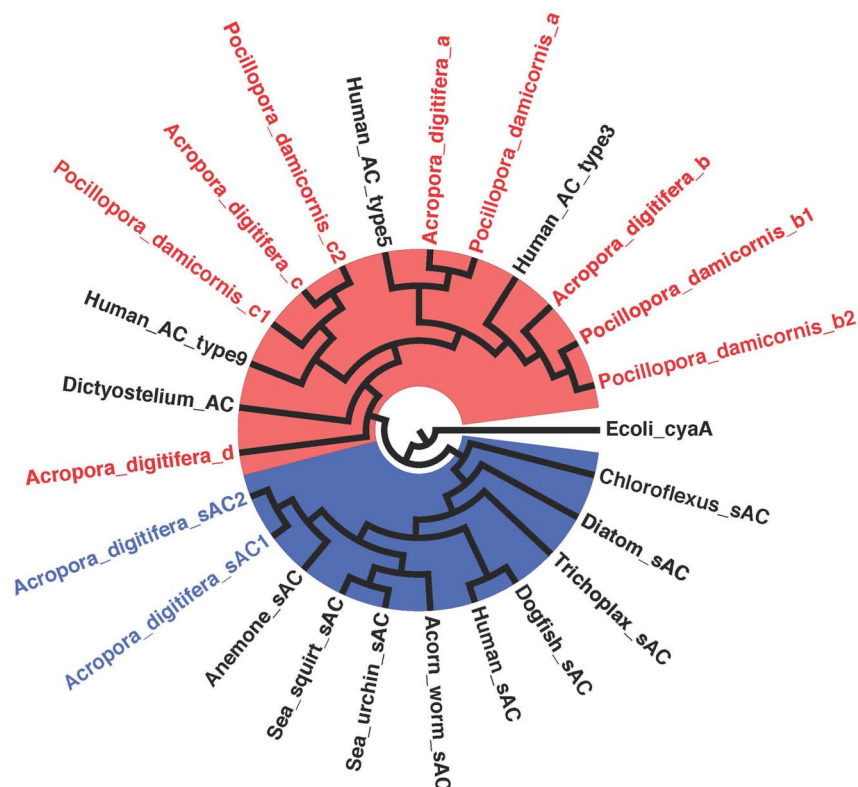 Pocillopora_damicornis_a
Acropora_digitifera_a
Pocillopora_damicornis_c2
Human_AC_type3
Human_AC_type5
Acropora_digitifera_c
Acropora_digitifera_b
Pocillopora_damicornis_c1
Pocillopora_damicornis_b1
Human_AC_type9
Pocillopora_damicornis_b2
Dictyostelium_AC
Ecoli_cyaA
Acropora_digitifera_d
Chloroflexus_sAC
Acropora_digitifera_sAC2
Diatom_sAC
Acropora_digitifera_sAC1
Trichoplax_sAC
Anemone_sAC
Dogfish_sAC
Sea_squirt_sAC
Human_sAC
Sea_urchin_sAC
Acorn_worm_sAC